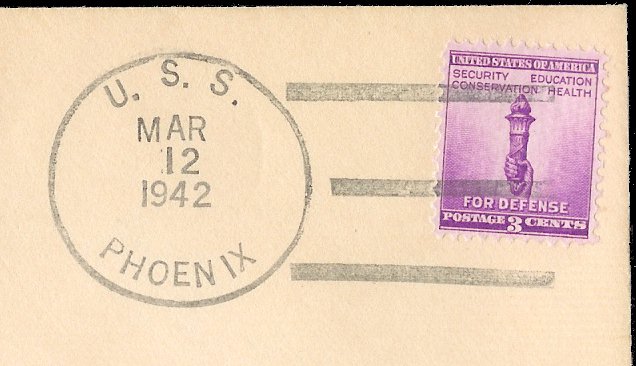 U. S. S.
MAR
12
1942
PHOENIX
UNITED STATES OF AMERICA
SECURITY EDUCATION
CONSERVATION HEALTH
FOR DEFENSE
POSTAGE 3 CENTS